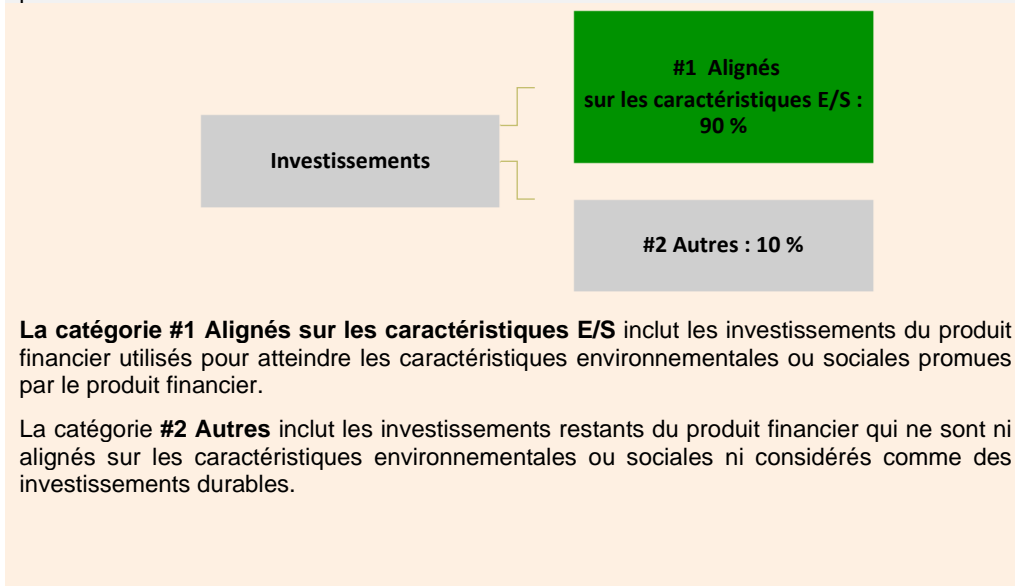 #1 Alignés
sur les caractéristiques E/S :
90 %
Investissements
#2 Autres : 10 %
La catégorie #1 Alignés sur les caractéristiques E/S inclut les investissements du produit
financier utilisés pour atteindre les caractéristiques environnementales ou sociales promues
par le produit financier.
La catégorie #2 Autres inclut les investissements restants du produit financier qui ne sont ni
alignés sur les caractéristiques environnementales ou sociales ni considérés comme des
investissements durables.